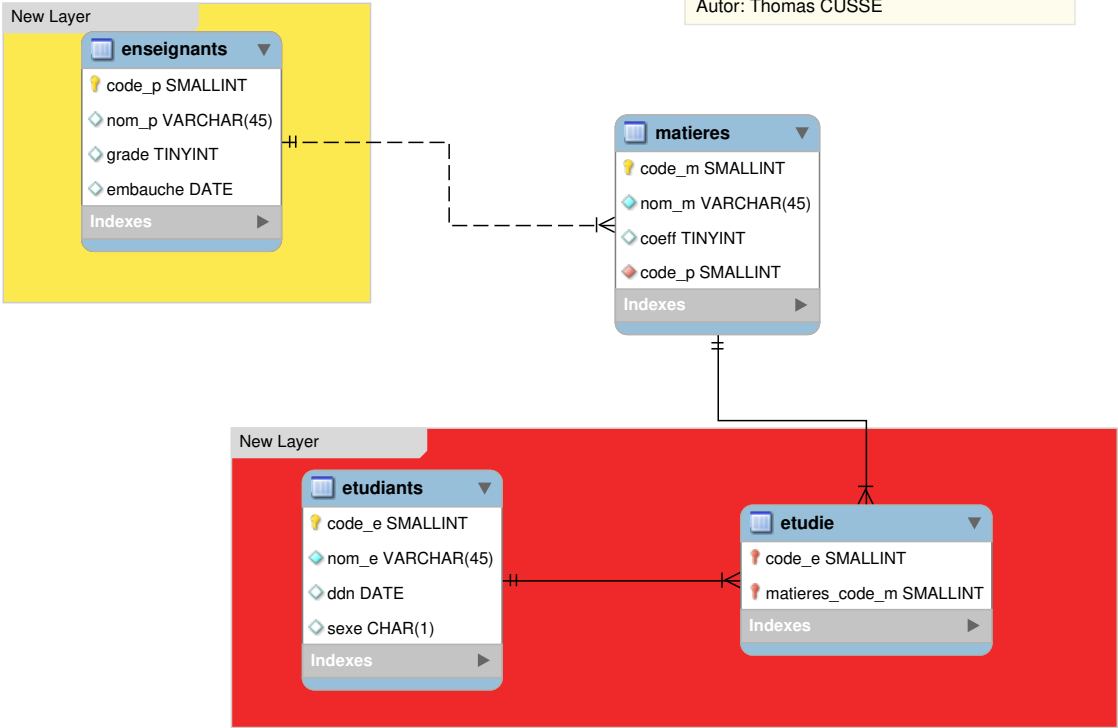 Autor: Thomas CUSSE
New Layer
enseignants
code_p SMALLINT
nom_p VARCHAR(45)
grade TINYINT
embauche DATE
Indexes
matieres
code_m SMALLINT
nom_m VARCHAR(45)
coeff TINYINT
code_p SMALLINT
Indexes
New Layer
etudiants
code_e SMALLINT
nom_e VARCHAR(45)
ddn DATE
sexe CHAR(1)
Indexes
etudie
code_e SMALLINT
matieres_code_m SMALLINT
Indexes